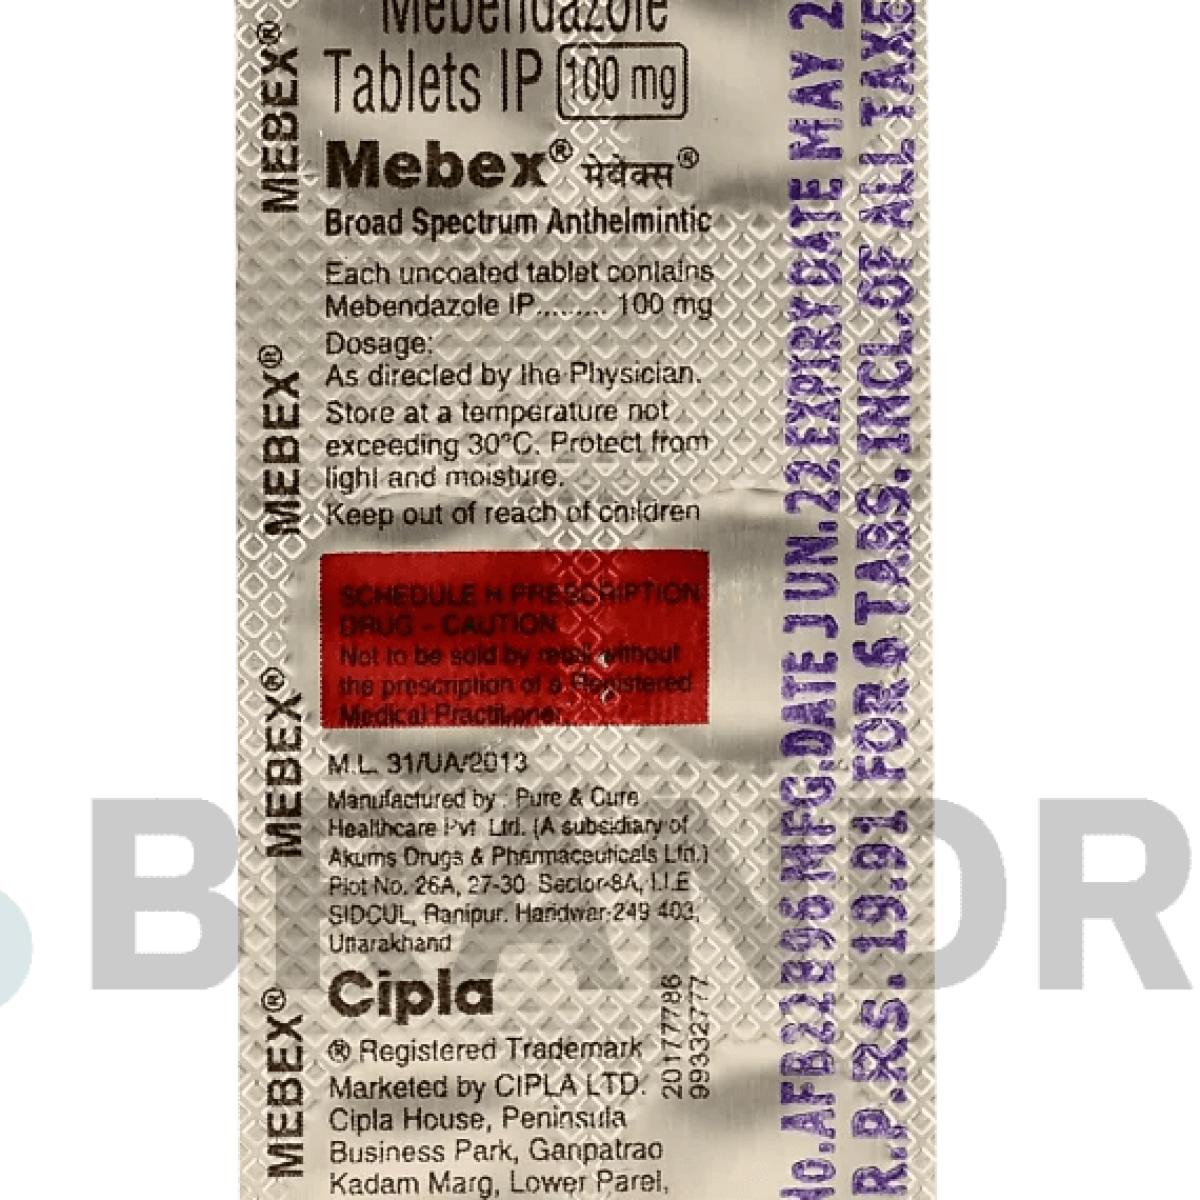 Mebendazole
Tablets IP 100 mg
Mebex® मेबेक्स®
Broad Spectrum Anthelmintic
Each uncoated tablet contains
Mebendazole IP......... 100 mg
Dosage:
As directed by the Physician.
Store at a temperature not
exceeding 30°C. Protect from
light and moisture.
Keep out of reach of children
SCHEDULE H PRESCRIPTION
DRUG - CAUTION
Not to be sold by retail without
the prescription of a Registered
Medical Practitioner.
M.L. 31/UA/2013
Manufactured by : Pure & Cure
Healthcare Pvt. Ltd. (A subsidiary of
Akums Drugs & Pharmaceuticals Ltd.)
Plot No. 26A, 27-30 Sector-8A, I.I.E
SIDCUL, Ranipur. Haridwar-249 403,
Uttarakhand
Cipla
® Registered Trademark
Marketed by CIPLA LTD.
Cipla House, Peninsula
Business Park, Ganpatrao
Kadam Marg, Lower Parel,
20177786
99332777
MEBEX®
MEBEX®
MEBEX®
MEBEX®
No.AFB22096 MFG.DATE JUN.22 EXPIRY DATE MAY 2
R.P.RS. 19.91 FOR 6 TABS. INCL.OF ALL TAXE